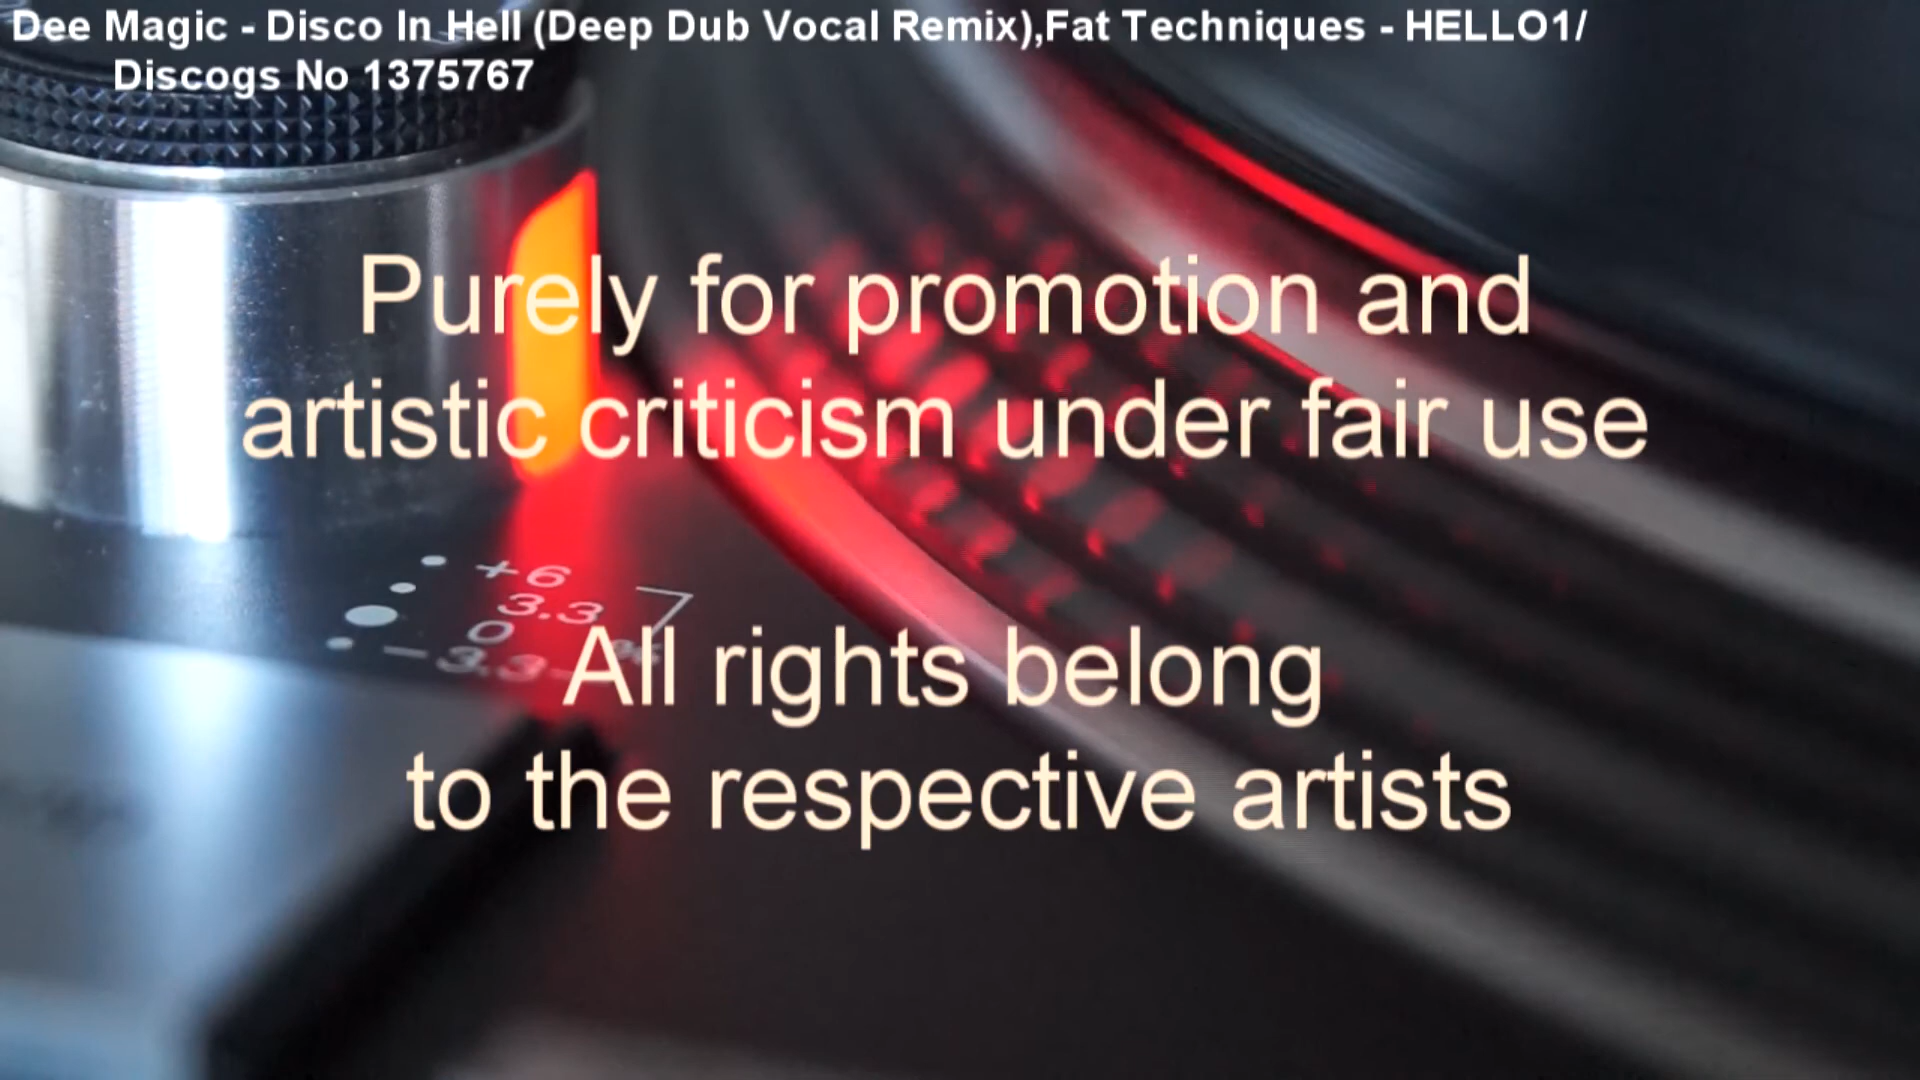 Dee Magic - Disco In Hell (Deep Dub Vocal Remix),Fat Techniques - HELLO1/
Discogs No 1375767
Purely for promotion and
artistic criticism under fair use
+6
3.3
0
-3.3
All rights belong
to the respective artists